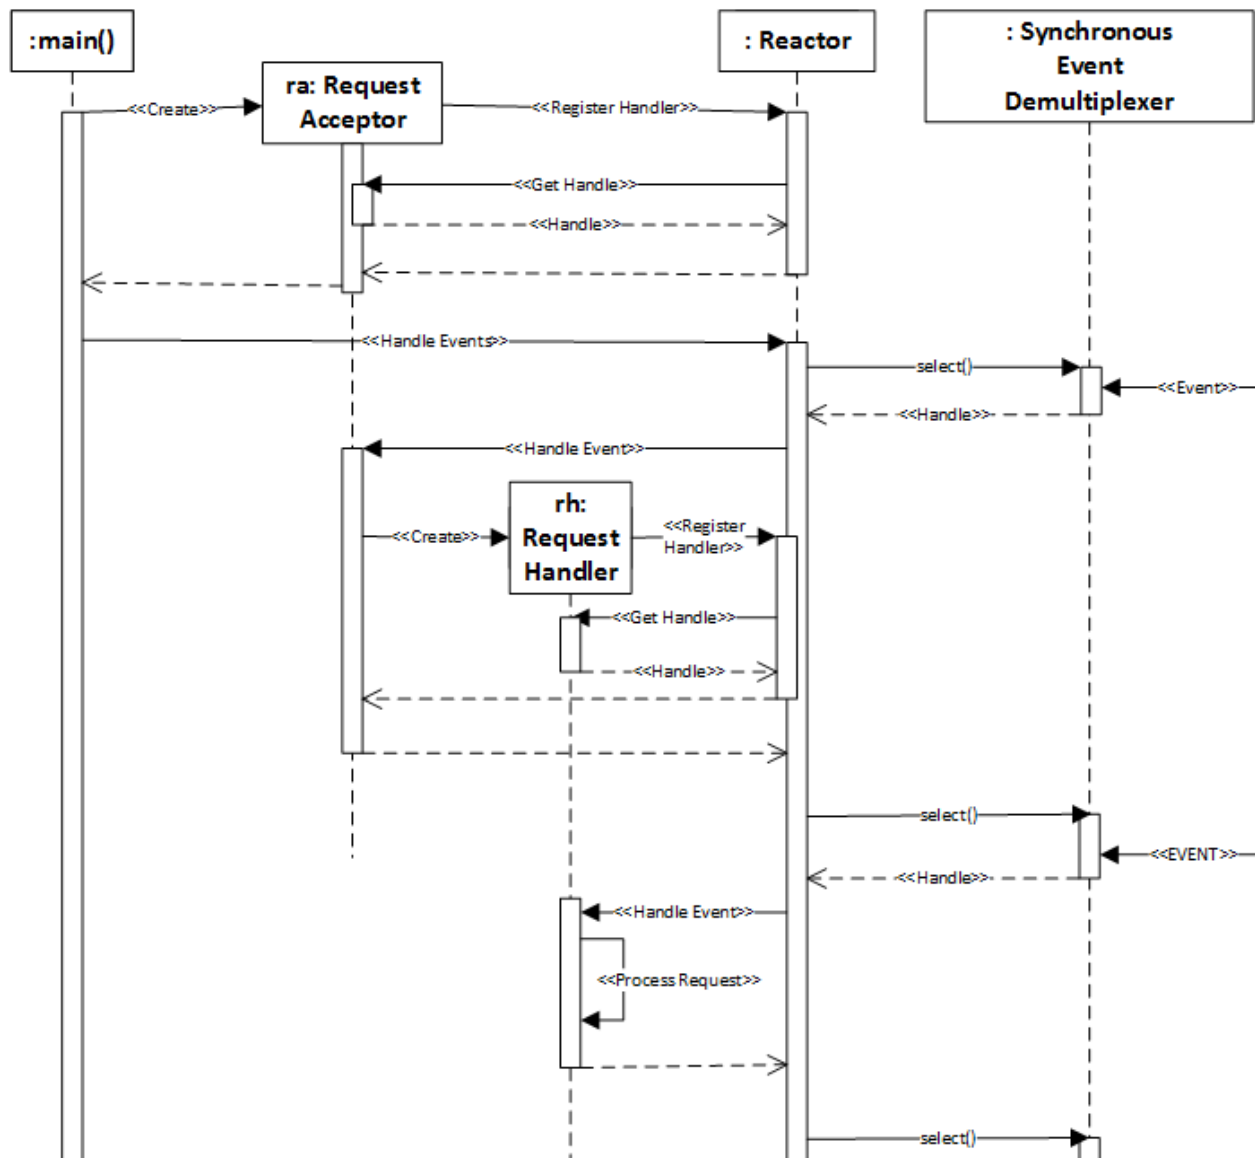 :main()
: Reactor
: Synchronous
Event
Demultiplexer
ra: Request
Acceptor
<<Create>>
<<Register Handler>>
<<Get Handle>>
<<Handle>>
<<Handle Events>>
select()
<<Event>>
<<Handle>>
<<Handle Event>>
rh:
Request
Handler
<<Create>>
<<Register
Handler>>
<<Get Handle>>
<<Handle>>
select()
<<EVENT>>
<<Handle>>
<<Handle Event>>
<<Process Request>>
select()